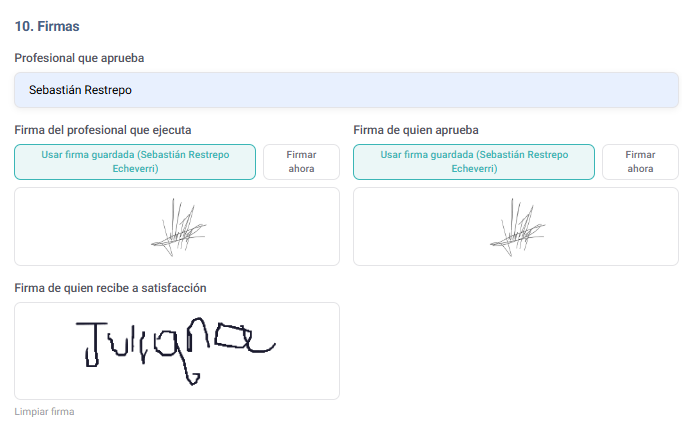 10. Firmas
Profesional que aprueba
Sebastián Restrepo
Firma del profesional que ejecuta
Usar firma guardada (Sebastián Restrepo
Echeverri)
Firmar
ahora
Firma de quien aprueba
Usar firma guardada (Sebastián Restrepo
Echeverri)
Firmar
ahora
Firma de quien recibe a satisfacción
Juliana
Limpiar firma